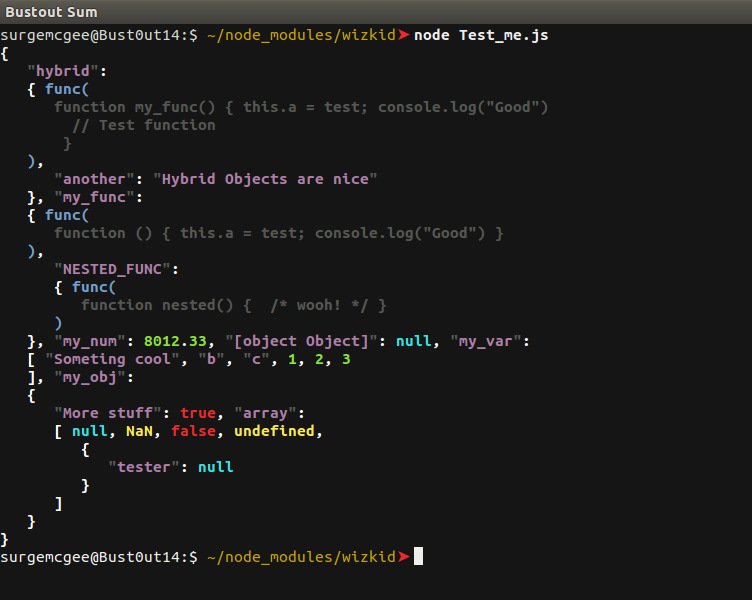 Bustout Sum
surgemcgee@Bust0ut14:$ ~/node_modules/wizkid➤ node Test_me.js
{
   "hybrid":
   { func(
      function my_func() { this.a = test; console.log("Good")
        // Test function
       }
   ),
      "another": "Hybrid Objects are nice"
   }, "my_func":
   { func(
      function () { this.a = test; console.log("Good") }
   ),
      "NESTED_FUNC":
      { func(
         function nested() {  /* wooh! */ }
      )
   }, "my_num": 8012.33, "[object Object]": null, "my_var":
   [ "Someting cool", "b", "c", 1, 2, 3
   ], "my_obj":
   {
      "More stuff": true, "array":
      [ null, NaN, false, undefined,
         {
            "tester": null
         }
      ]
   }
}
surgemcgee@Bust0ut14:$ ~/node_modules/wizkid➤